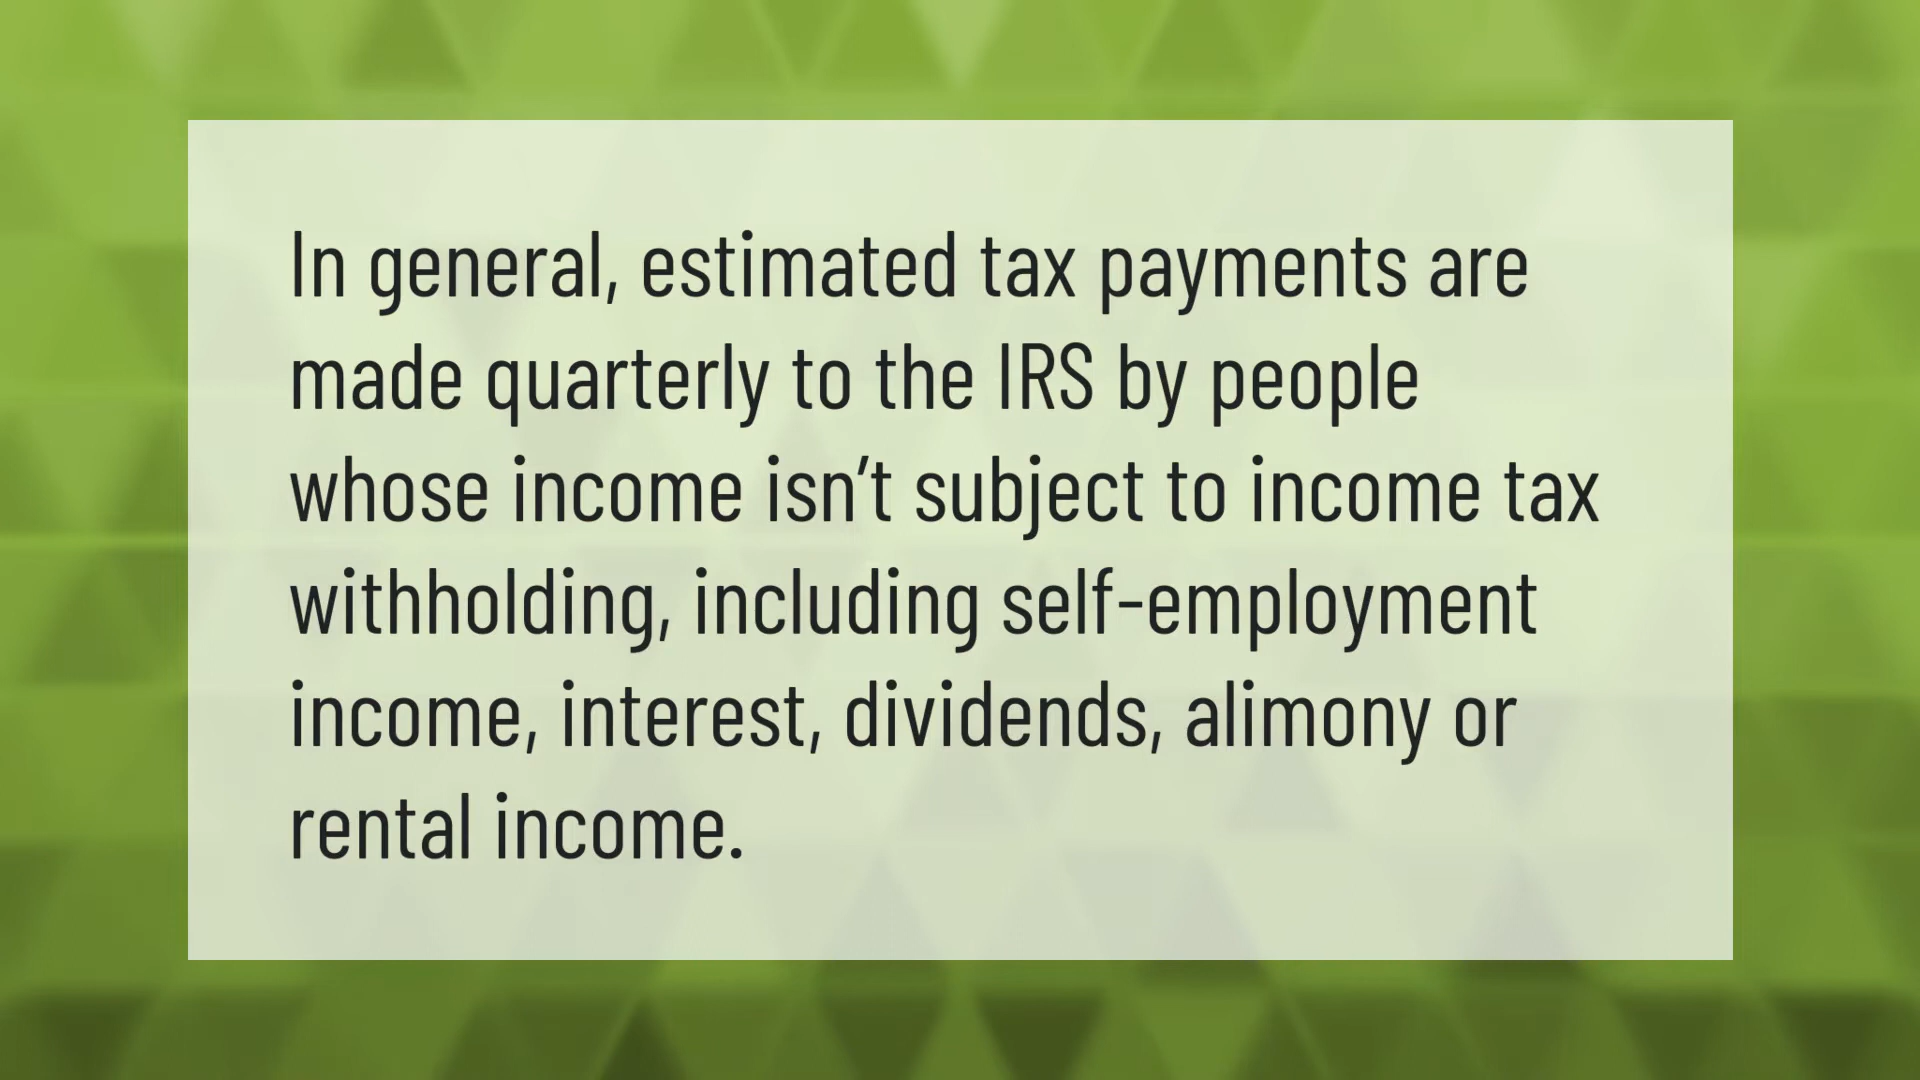 In general, estimated tax payments are
made quarterly to the IRS by people
whose income isn’t subject to income tax
withholding, including self-employment
income, interest, dividends, alimony or
rental income.